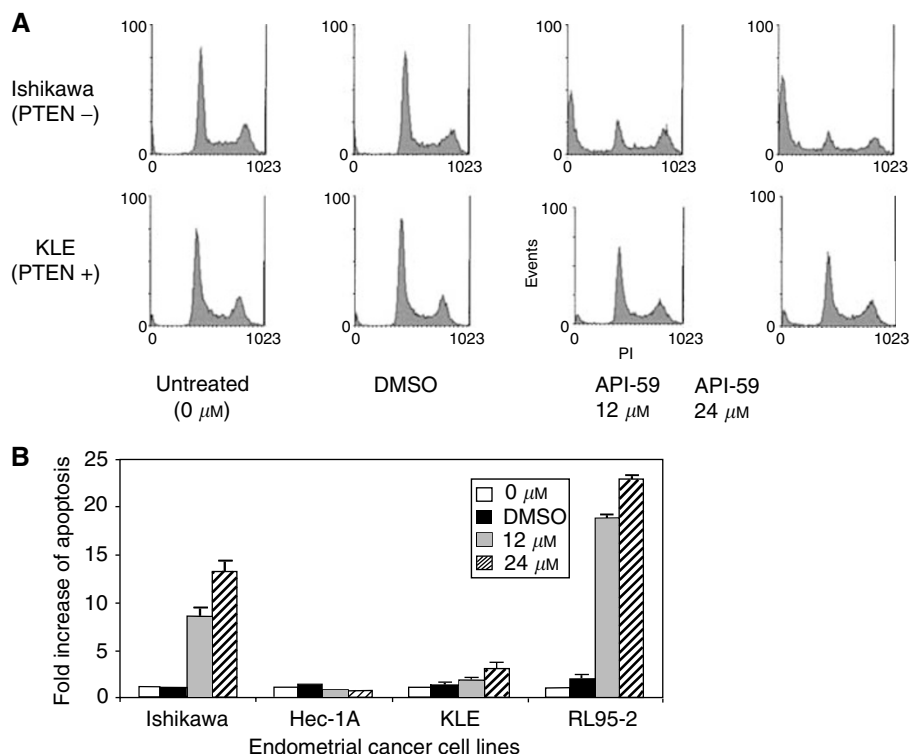 A
100
100
100
100
Ishikawa
(PTEN –)
0
0
0
0
0
1023
0
1023
0
1023
0
1023
100
100
100
100
KLE
(PTEN +)
Events
0
0
0
0
0
1023
0
1023
0
1023
0
1023
PI
Untreated
(0 μM)
DMSO
API-59
12 μM
API-59
24 μM
B
Fold increase of apoptosis
25
20
15
10
5
0
0 μM
DMSO
12 μM
24 μM
Ishikawa
Hec-1A
KLE
RL95-2
Endometrial cancer cell lines